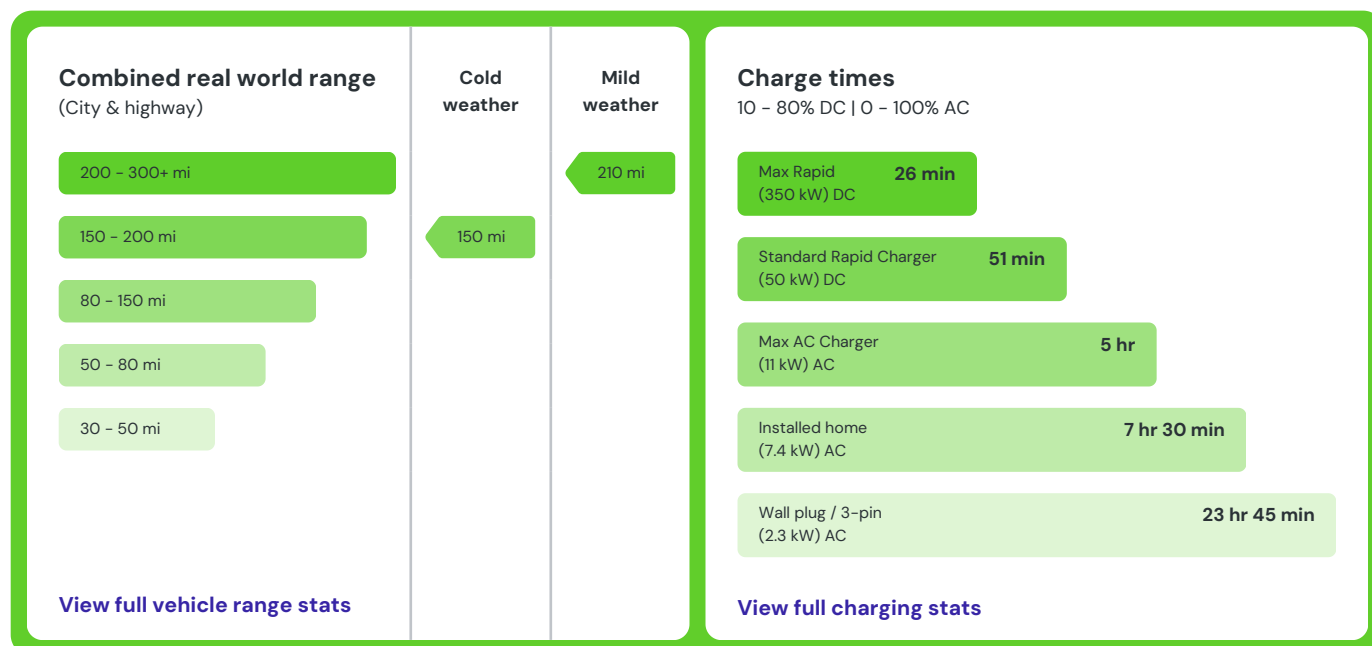 Combined real world range
(City & highway)
Cold
weather
Mild
weather
200 - 300+ mi
210 mi
150 - 200 mi
150 mi
80 - 150 mi
50 - 80 mi
30 - 50 mi
View full vehicle range stats
Charge times
10 - 80% DC | 0 - 100% AC
Max Rapid
(350 kW) DC
26 min
Standard Rapid Charger
(50 kW) DC
51 min
Max AC Charger
(11 kW) AC
5 hr
Installed home
(7.4 kW) AC
7 hr 30 min
Wall plug / 3-pin
(2.3 kW) AC
23 hr 45 min
View full charging stats